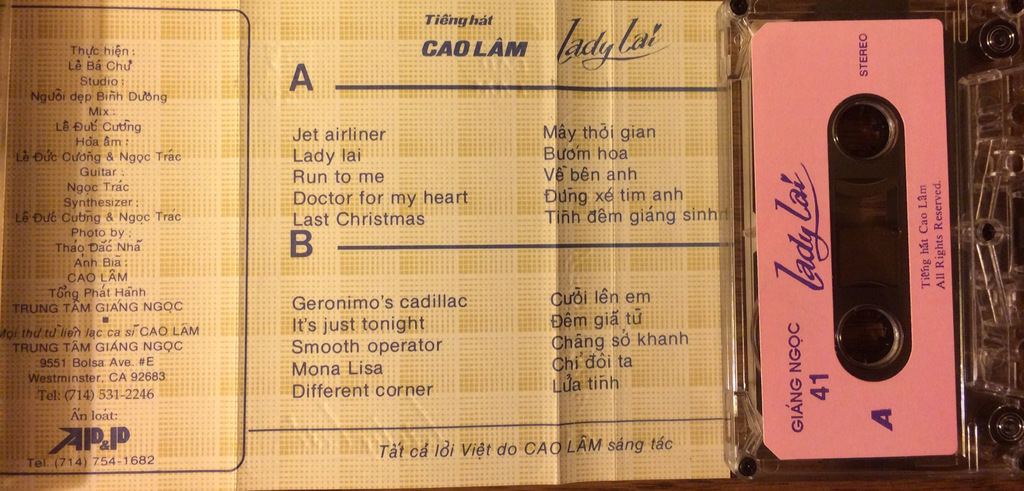 Thực hiện :
Lê Bá Chư
Studio :
Người đẹp Bình Dương
Mix :
Lê Đức Cường
Hòa âm :
Lê Đức Cường & Ngọc Trác
Guitar :
Ngọc Trác
Synthesizer :
Lê Đức Cường & Ngọc Trác
Photo by :
Thảo Đắc Nhã
Ảnh Bìa :
CAO LÂM
Tổng Phát Hành
TRUNG TÂM GIÁNG NGỌC
Mọi thư từ liên lạc ca sĩ CAO LÂM
TRUNG TÂM GIÁNG NGỌC
9551 Bolsa Ave. #E
Westminster, CA 92683
Tel: (714) 531-2246
Ấn loát:
AP&P
Tel. (714) 754-1682
Tiếng hát
CAO LÂM Lady Lai
A
Jet airliner Mây thời gian
Lady lai Bướm hoa
Run to me Về bên anh
Doctor for my heart Đừng xé tim anh
Last Christmas Tình đêm giáng sinh
B
Geronimo's cadillac Cười lên em
It's just tonight Đêm giã từ
Smooth operator Chàng sở khanh
Mona Lisa Chỉ đôi ta
Different corner Lửa tình
Tất cả lời Việt do CAO LÂM sáng tác
STEREO
Lady Lai
Tiếng hát Cao Lâm
All Rights Reserved.
GIÁNG NGỌC
41
A